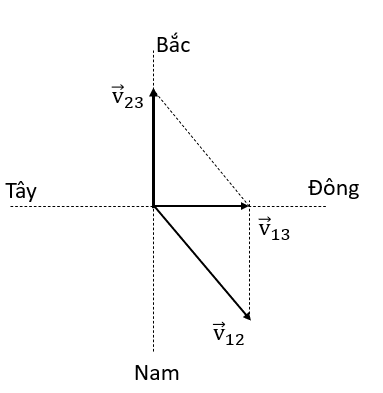 Bắc
v⃗₂₃
Tây
Đông
v⃗₁₃
v⃗₁₂
Nam